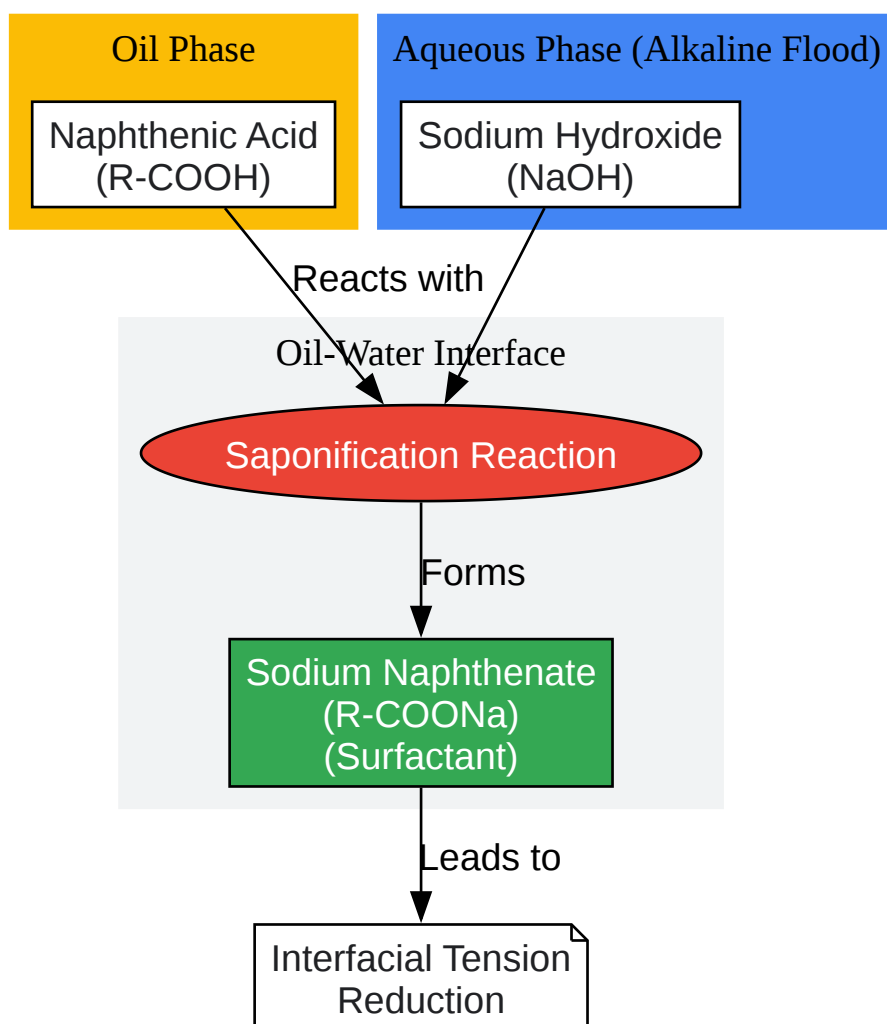 Oil Phase
Aqueous Phase (Alkaline Flood)
Naphthenic Acid
(R-COOH)
Sodium Hydroxide
(NaOH)
Reacts with
Oil-Water Interface
Saponification Reaction
Forms
Sodium Naphthenate
(R-COONa)
(Surfactant)
Leads to
Interfacial Tension
Reduction